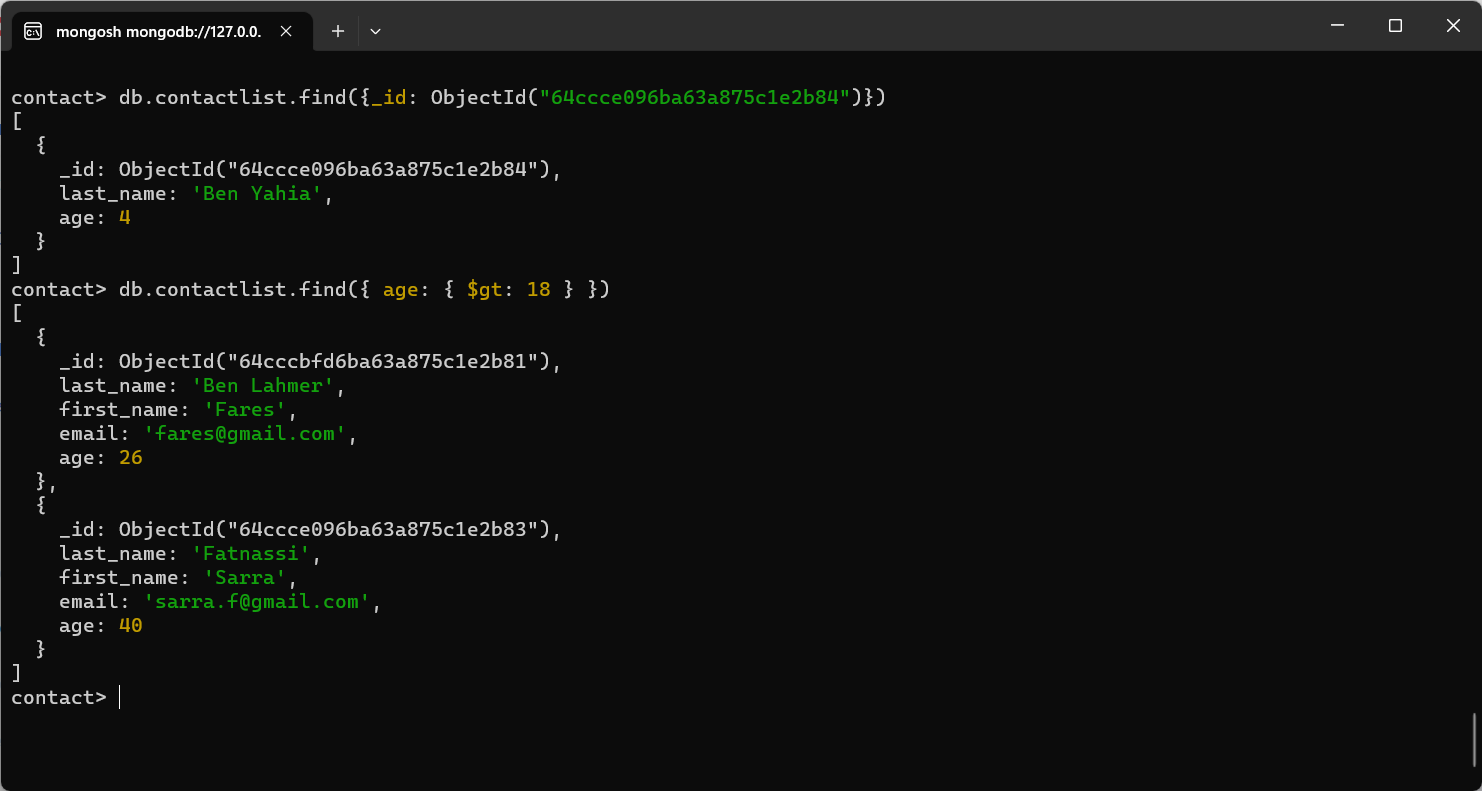 mongosh mongodb://127.0.0.
contact> db.contactlist.find({_id: ObjectId("64ccce096ba63a875c1e2b84")})
[
  {
    _id: ObjectId("64ccce096ba63a875c1e2b84"),
    last_name: 'Ben Yahia',
    age: 4
  }
]
contact> db.contactlist.find({ age: { $gt: 18 } })
[
  {
    _id: ObjectId("64cccbfd6ba63a875c1e2b81"),
    last_name: 'Ben Lahmer',
    first_name: 'Fares',
    email: 'fares@gmail.com',
    age: 26
  },
  {
    _id: ObjectId("64ccce096ba63a875c1e2b83"),
    last_name: 'Fatnassi',
    first_name: 'Sarra',
    email: 'sarra.f@gmail.com',
    age: 40
  }
]
contact>